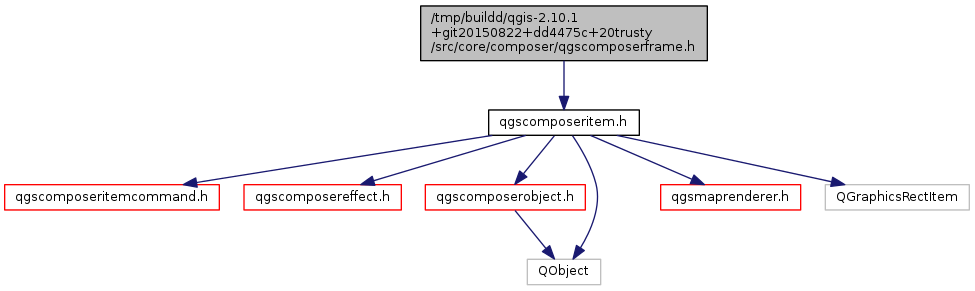 /tmp/buildd/qgis-2.10.1
+git20150822+dd4475c+20trusty
/src/core/composer/qgscomposerframe.h
qgscomposeritem.h
qgscomposeritemcommand.h
qgscomposereffect.h
qgscomposerobject.h
qgsmaprenderer.h
QGraphicsRectItem
QObject